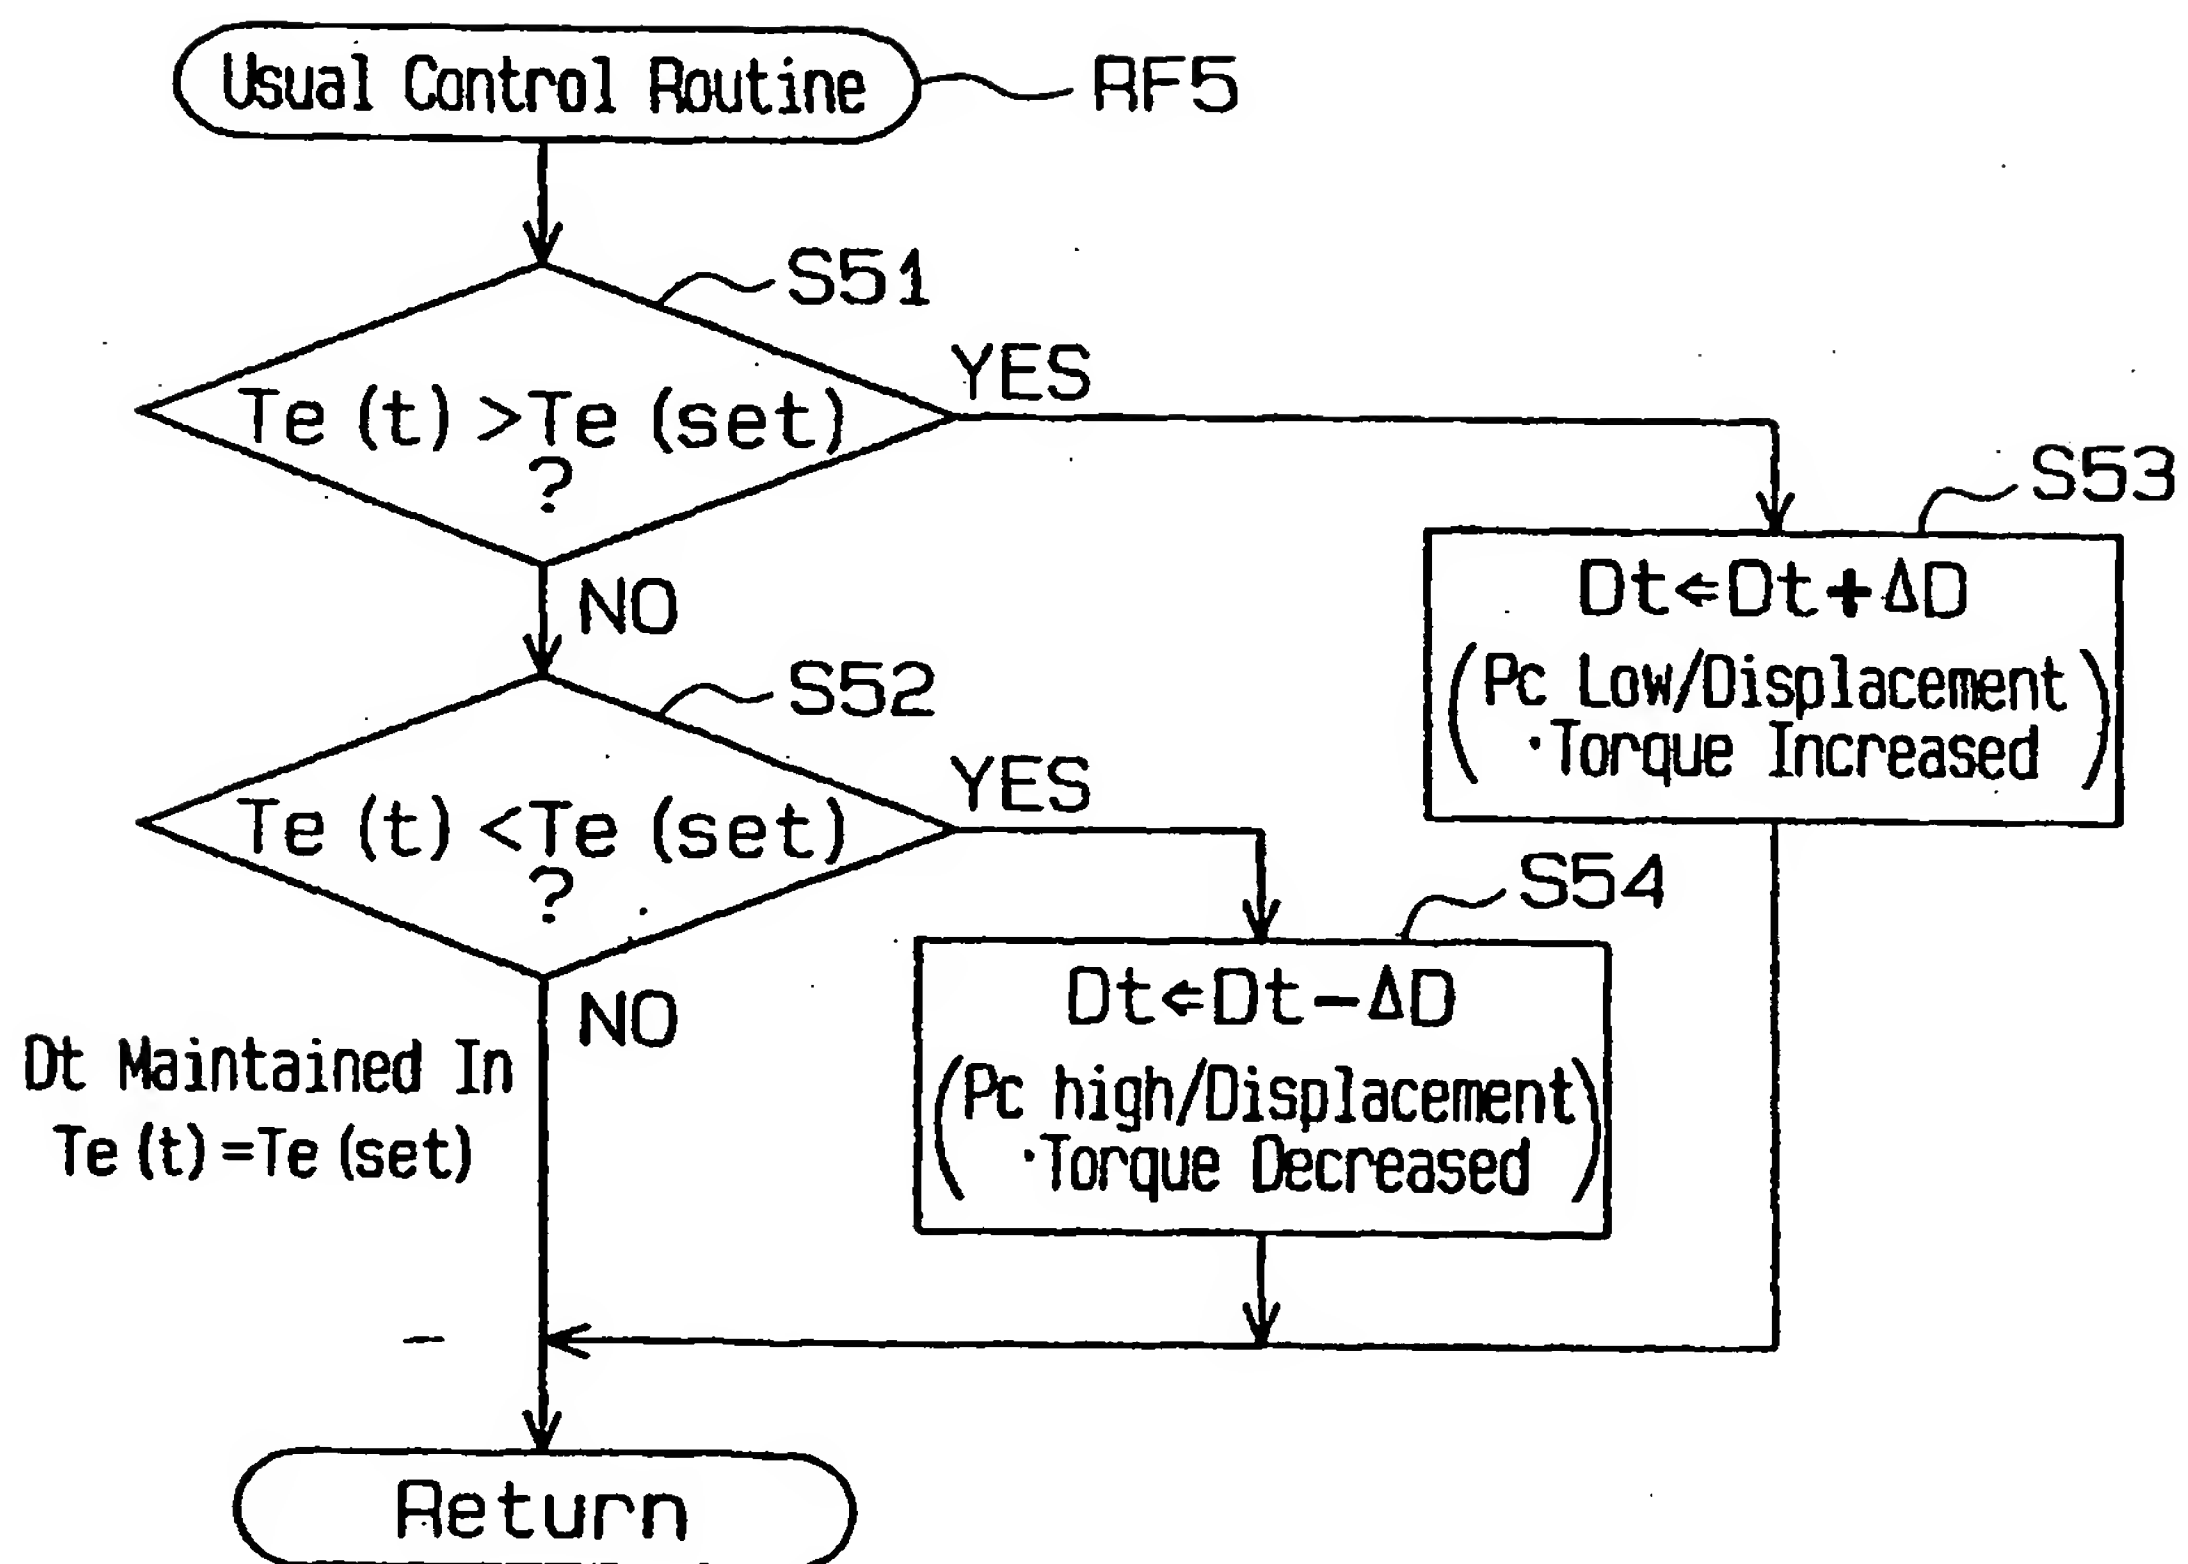 Usual Control Routine
RF5
S51
Te (t) >Te (set)
?
YES
NO
S53
Dt⇐Dt+ΔD
(Pc Low/Displacement
·Torque Increased)
S52
Te (t) <Te (set)
?
YES
NO
S54
Dt⇐Dt−ΔD
(Pc high/Displacement
·Torque Decreased)
Dt Maintained In
Te (t) =Te (set)
Return